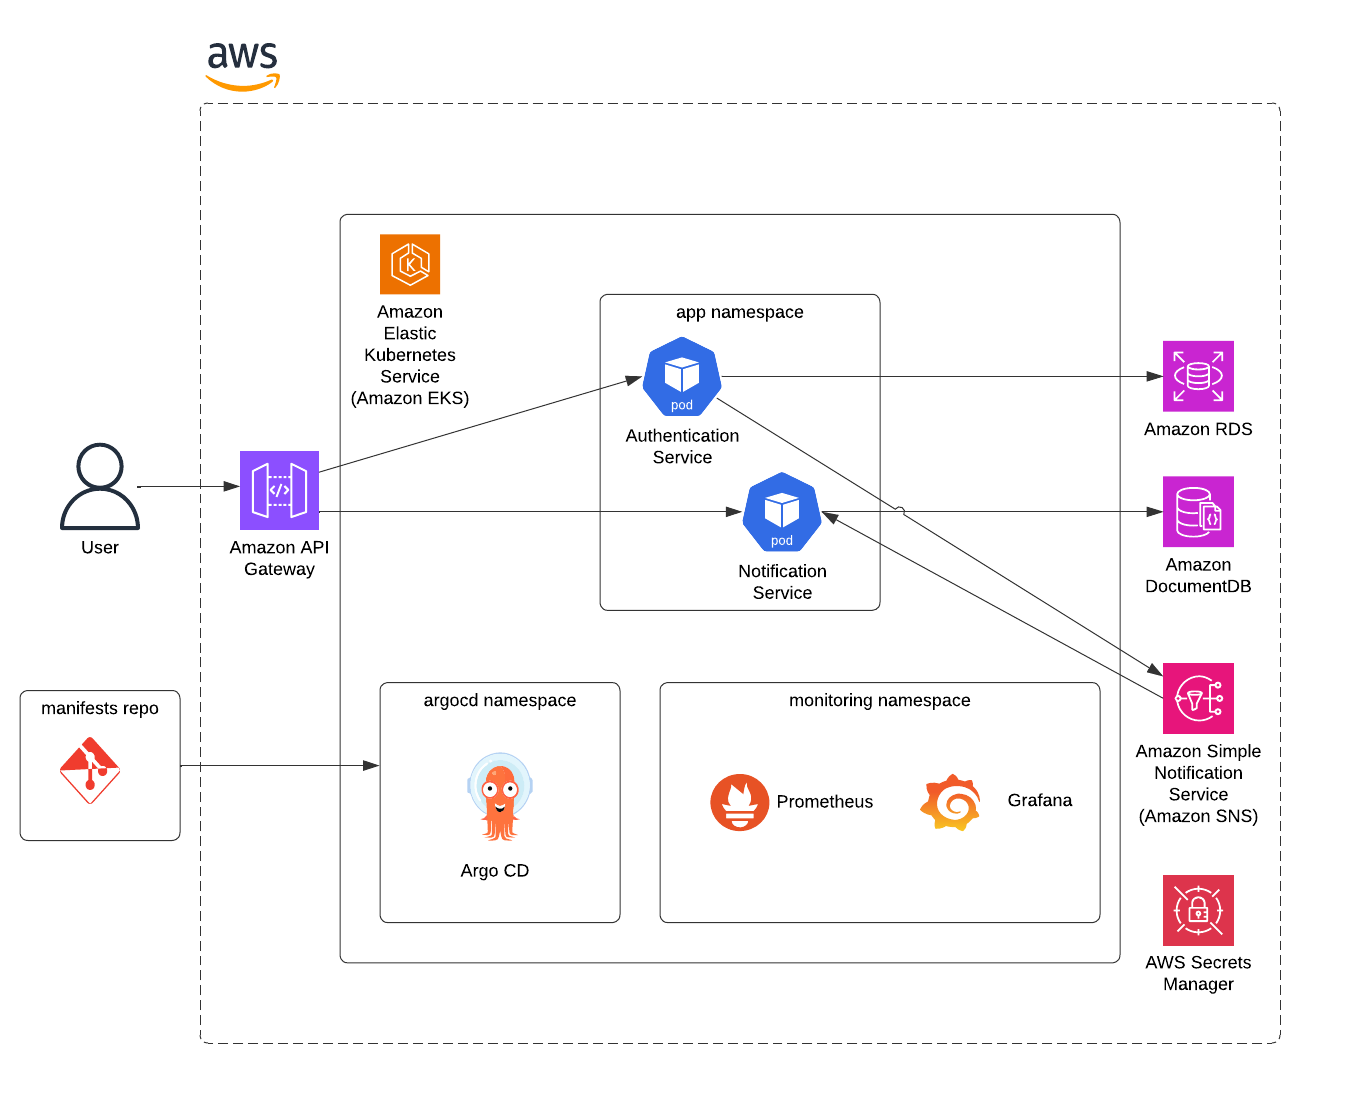 aws
Amazon
Elastic
Kubernetes
Service
(Amazon EKS)
app namespace
pod
Authentication
Service
pod
Notification
Service
User
</>
Amazon API
Gateway
Amazon RDS
{}
Amazon
DocumentDB
manifests repo
argocd namespace
Argo CD
monitoring namespace
Prometheus
Grafana
Amazon Simple
Notification
Service
(Amazon SNS)
AWS Secrets
Manager
K